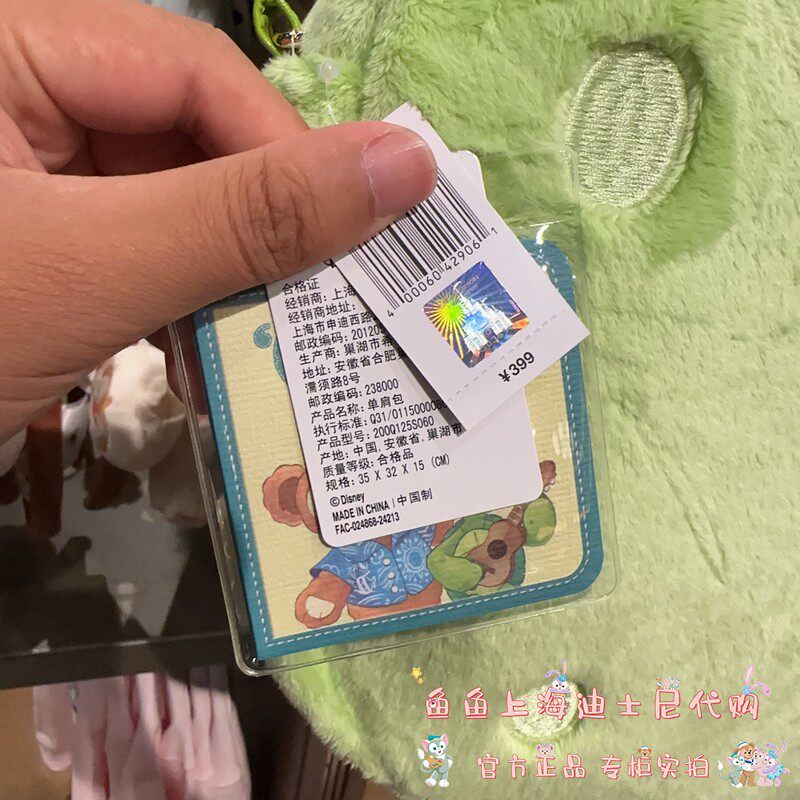 4 00060 42906 1
¥399
合格证
经销商: 上海
经销商地址:
上海市申迪西路
邮政编码: 20120
生产商: 巢湖市希
地址: 安徽省合肥
濡须路8号
邮政编码: 238000
产品名称: 单肩包
执行标准: Q31/0115000
产品型号: 200Q125S060
产地: 中国, 安徽省, 巢湖市
质量等级: 合格品
规格: 35 X 32 X 15 (CM)
©Disney
MADE IN CHINA | 中国制
FAC-024868-24213
鱼鱼上海迪士尼代购
官方正品 专柜实拍